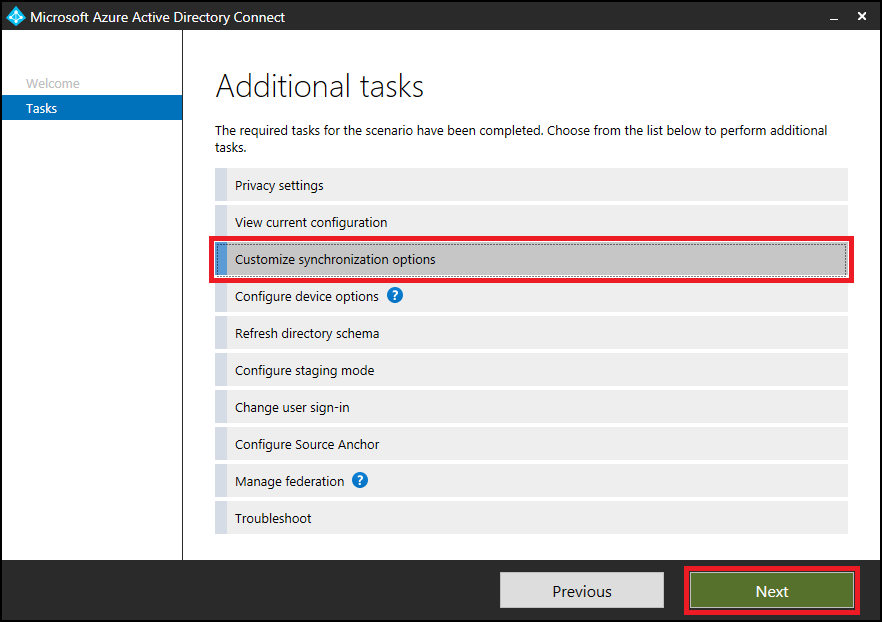 Microsoft Azure Active Directory Connect
Welcome
Tasks
Additional tasks
The required tasks for the scenario have been completed. Choose from the list below to perform additional
tasks.
Privacy settings
View current configuration
Customize synchronization options
Configure device options ?
Refresh directory schema
Configure staging mode
Change user sign-in
Configure Source Anchor
Manage federation ?
Troubleshoot
Previous
Next